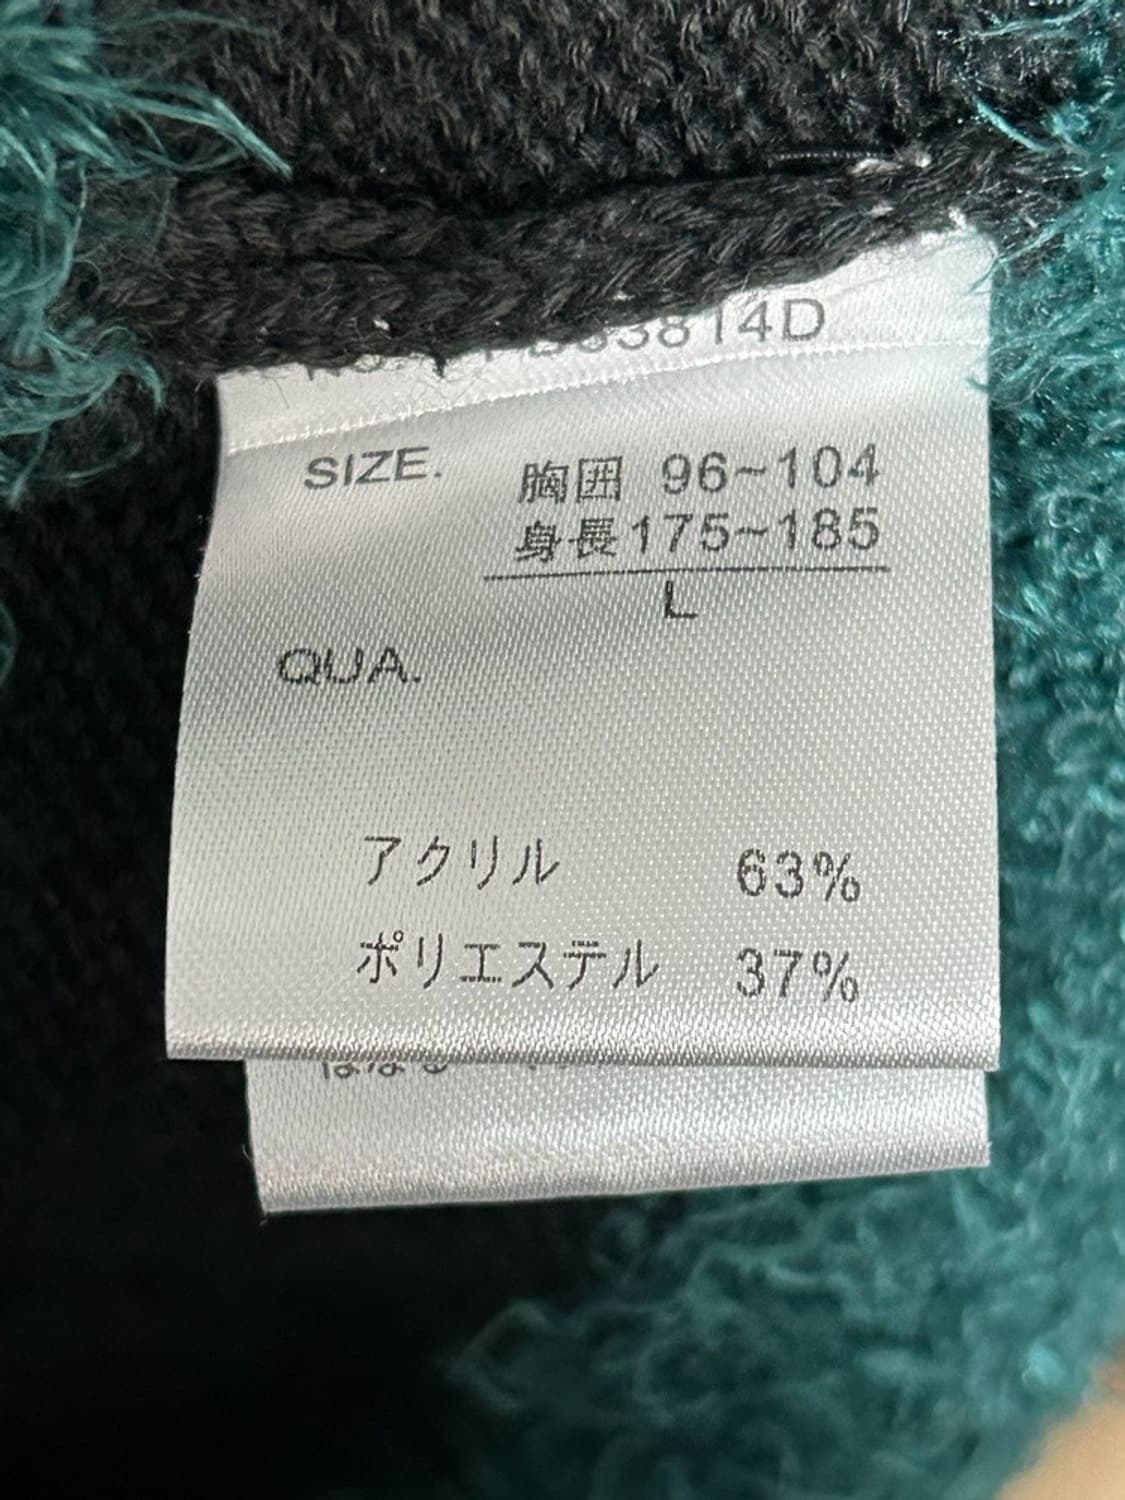 SIZE.
胸囲 96~104
身長175~185
L
QUA.
アクリル 63%
ポリエステル 37%